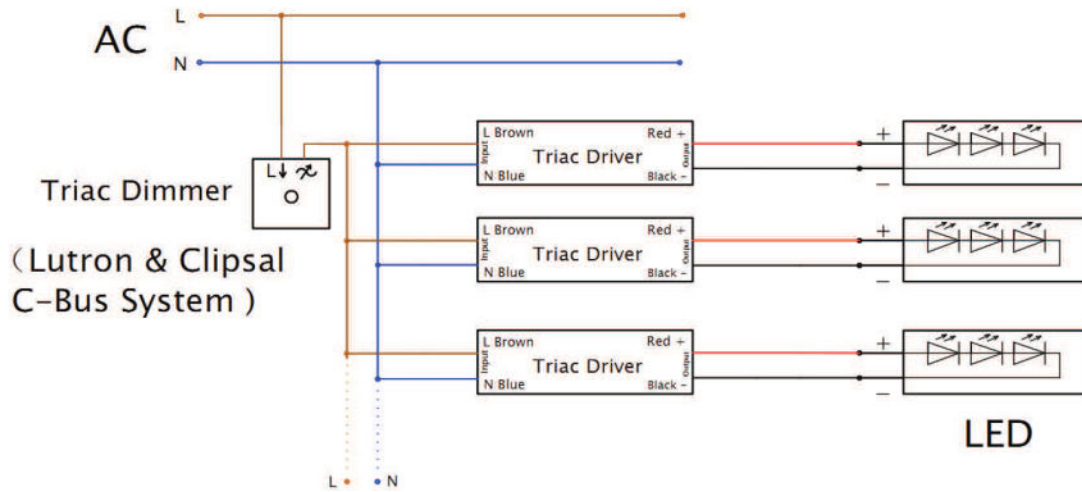 L
AC
N
L Brown
Red +
Input
Triac Driver
Output
N Blue
Black -
+
−
L
Triac Dimmer
（Lutron & Clipsal
C-Bus System )
L Brown
Red +
Input
Triac Driver
Output
N Blue
Black -
+
−
L Brown
Red +
Input
Triac Driver
Output
N Blue
Black -
+
−
LED
L
N